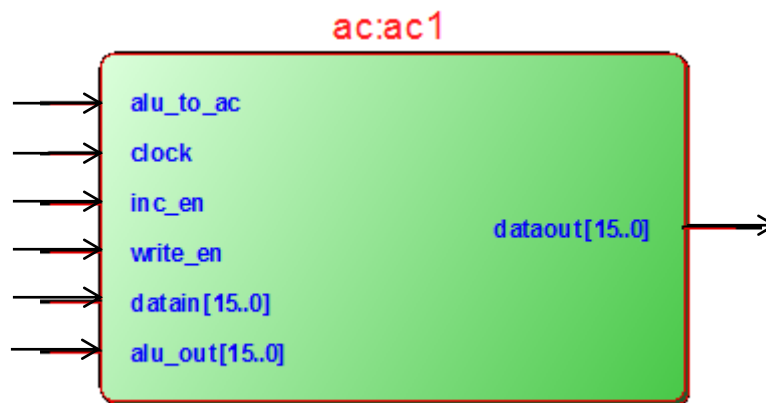 ac:ac1
alu_to_ac
clock
inc_en
write_en
datain[15..0]
alu_out[15..0]
dataout[15..0]